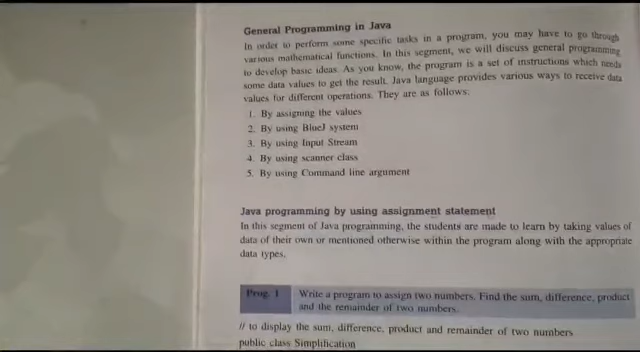 General Programming in Java
In order to perform some specific tasks in a program, you may have to go through
various mathematical functions. In this segment, we will discuss general programming
to develop basic ideas. As you know, the program is a set of instructions which needs
some data values to get the result. Java language provides various ways to receive data
values for different operations. They are as follows:
1. By assigning the values
2. By using BlueJ system
3. By using Input Stream
4. By using scanner class
5. By using Command line argument
Java programming by using assignment statement
In this segment of Java programming, the students are made to learn by taking values of
data of their own or mentioned otherwise within the program along with the appropriate
data types.
Prog. 1 Write a program to assign two numbers. Find the sum, difference, product
and the remainder of two numbers.
// to display the sum, difference, product and remainder of two numbers
public class Simplification